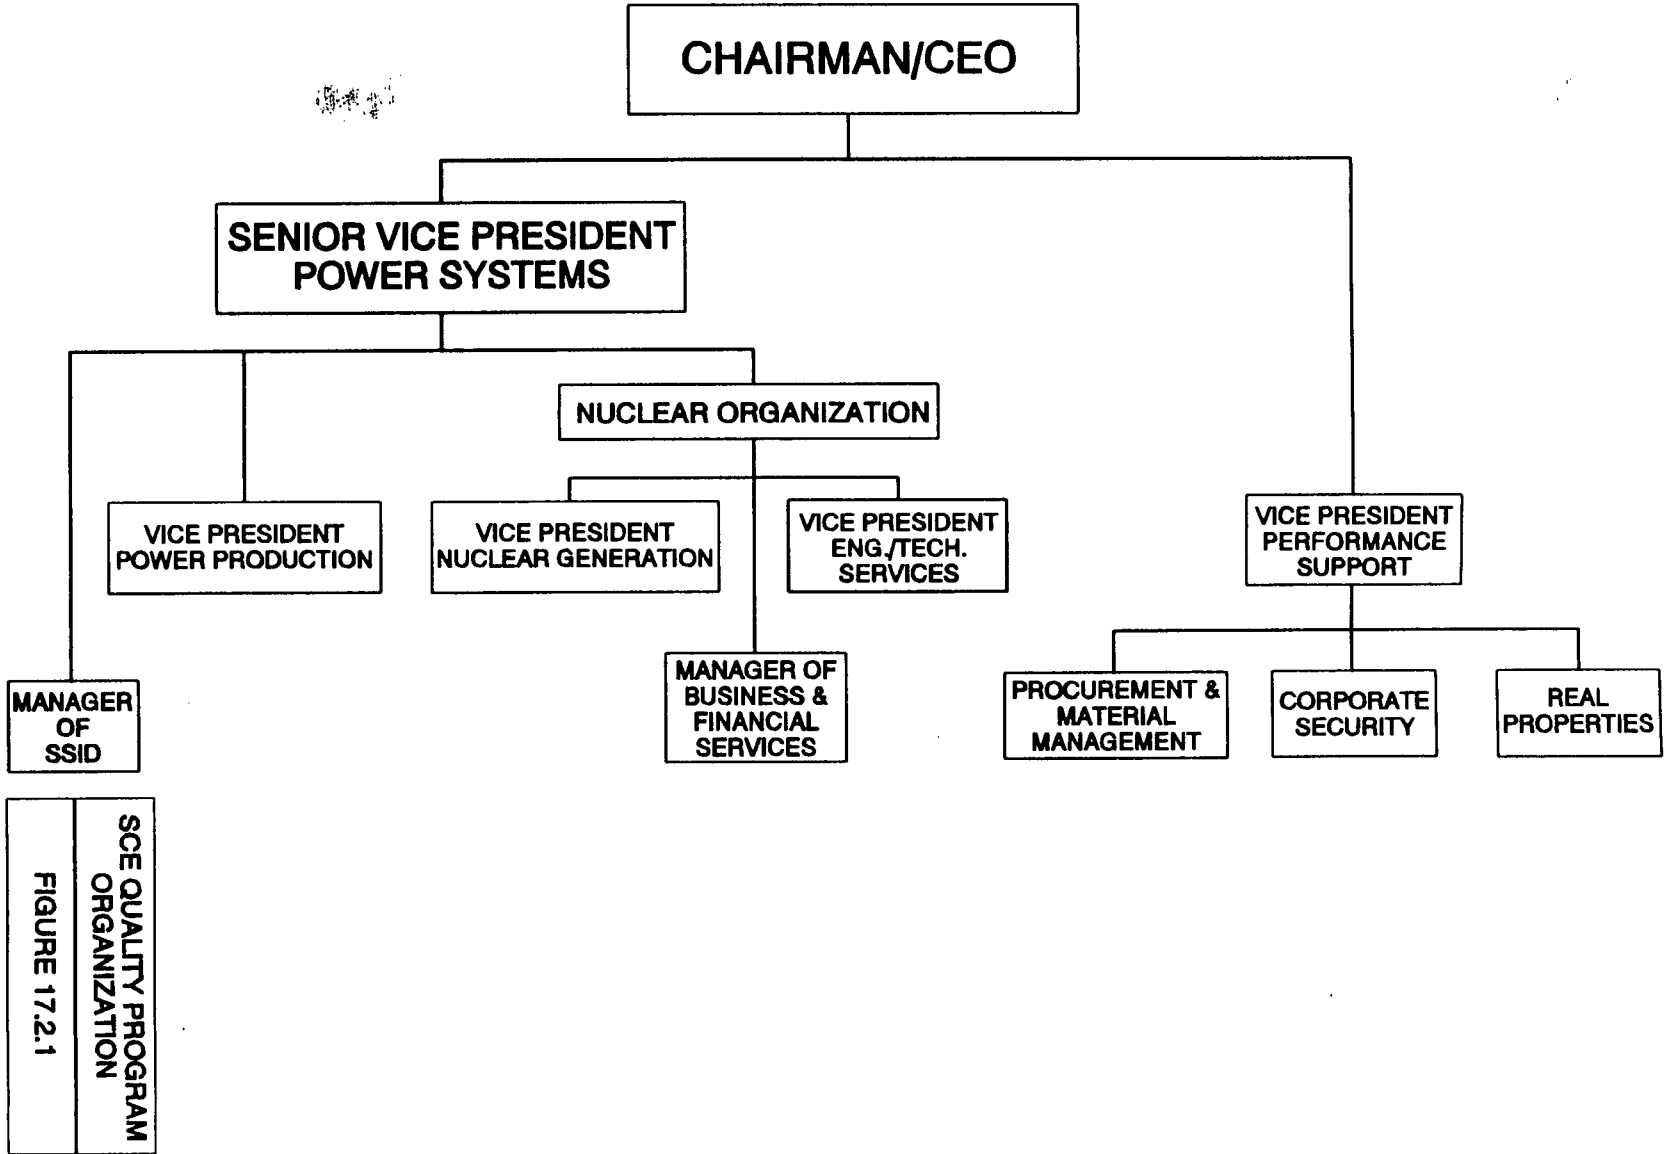 CHAIRMAN/CEO
SENIOR VICE PRESIDENT
POWER SYSTEMS
NUCLEAR ORGANIZATION
VICE PRESIDENT
POWER PRODUCTION
VICE PRESIDENT
NUCLEAR GENERATION
VICE PRESIDENT
ENG./TECH.
SERVICES
VICE PRESIDENT
PERFORMANCE
SUPPORT
MANAGER
OF
SSID
MANAGER OF
BUSINESS &
FINANCIAL
SERVICES
PROCUREMENT &
MATERIAL
MANAGEMENT
CORPORATE
SECURITY
REAL
PROPERTIES
SCE QUALITY PROGRAM
ORGANIZATION
FIGURE 17.2.1